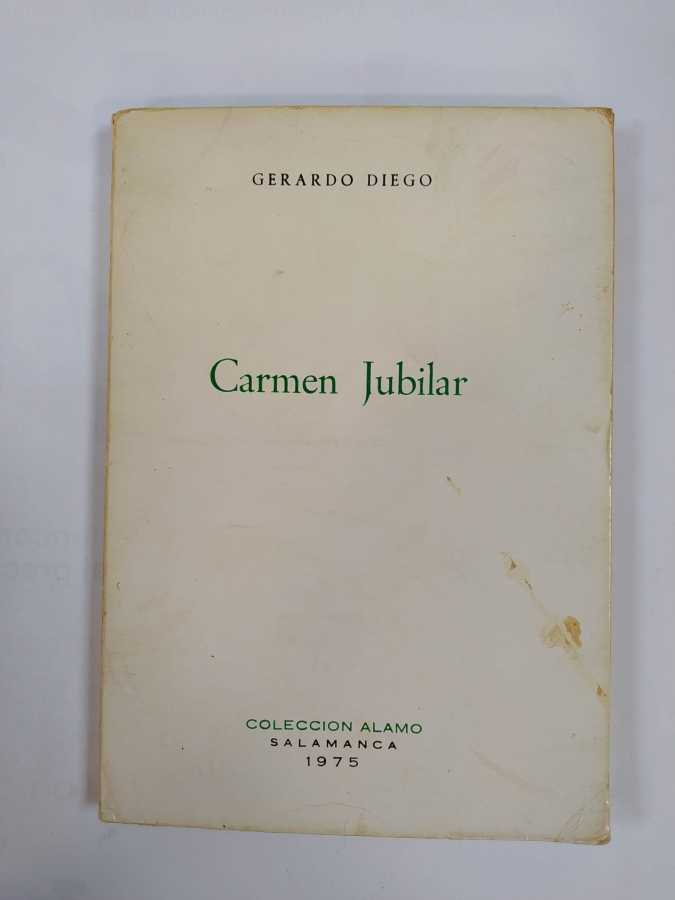 GERARDO DIEGO
Carmen Jubilar
COLECCION ALAMO
SALAMANCA
1975